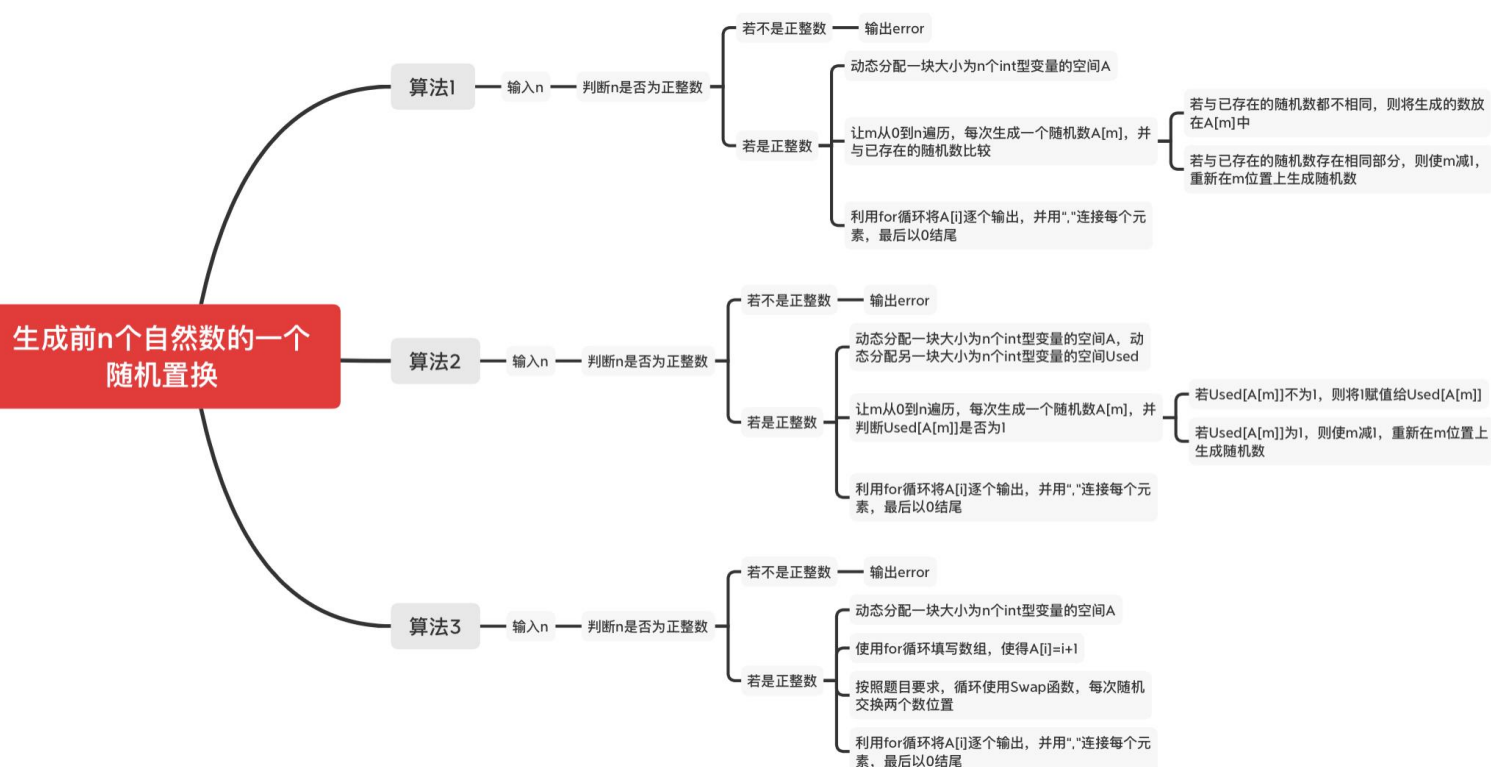 生成前n个自然数的一个
随机置换
算法1
输入n
判断n是否为正整数
若不是正整数
输出error
若是正整数
动态分配一块大小为n个int型变量的空间A
让m从0到n遍历，每次生成一个随机数A[m]，并
与已存在的随机数比较
若与已存在的随机数都不相同，则将生成的数放
在A[m]中
若与已存在的随机数存在相同部分，则使m减1，
重新在m位置上生成随机数
利用for循环将A[i]逐个输出，并用“,”连接每个元
素，最后以0结尾
算法2
输入n
判断n是否为正整数
若不是正整数
输出error
若是正整数
动态分配一块大小为n个int型变量的空间A，动
态分配另一块大小为n个int型变量的空间Used
让m从0到n遍历，每次生成一个随机数A[m]，并
判断Used[A[m]]是否为1
若Used[A[m]]不为1，则将1赋值给Used[A[m]]
若Used[A[m]]为1，则使m减1，重新在m位置上
生成随机数
利用for循环将A[i]逐个输出，并用“,”连接每个元
素，最后以0结尾
算法3
输入n
判断n是否为正整数
若不是正整数
输出error
若是正整数
动态分配一块大小为n个int型变量的空间A
使用for循环填写数组，使得A[i]=i+1
按照题目要求，循环使用Swap函数，每次随机
交换两个数位置
利用for循环将A[i]逐个输出，并用“,”连接每个元
素，最后以0结尾